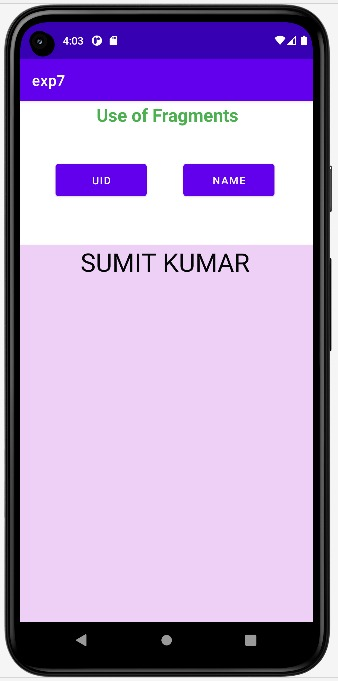 4:03
exp7
Use of Fragments
UID NAME
SUMIT KUMAR